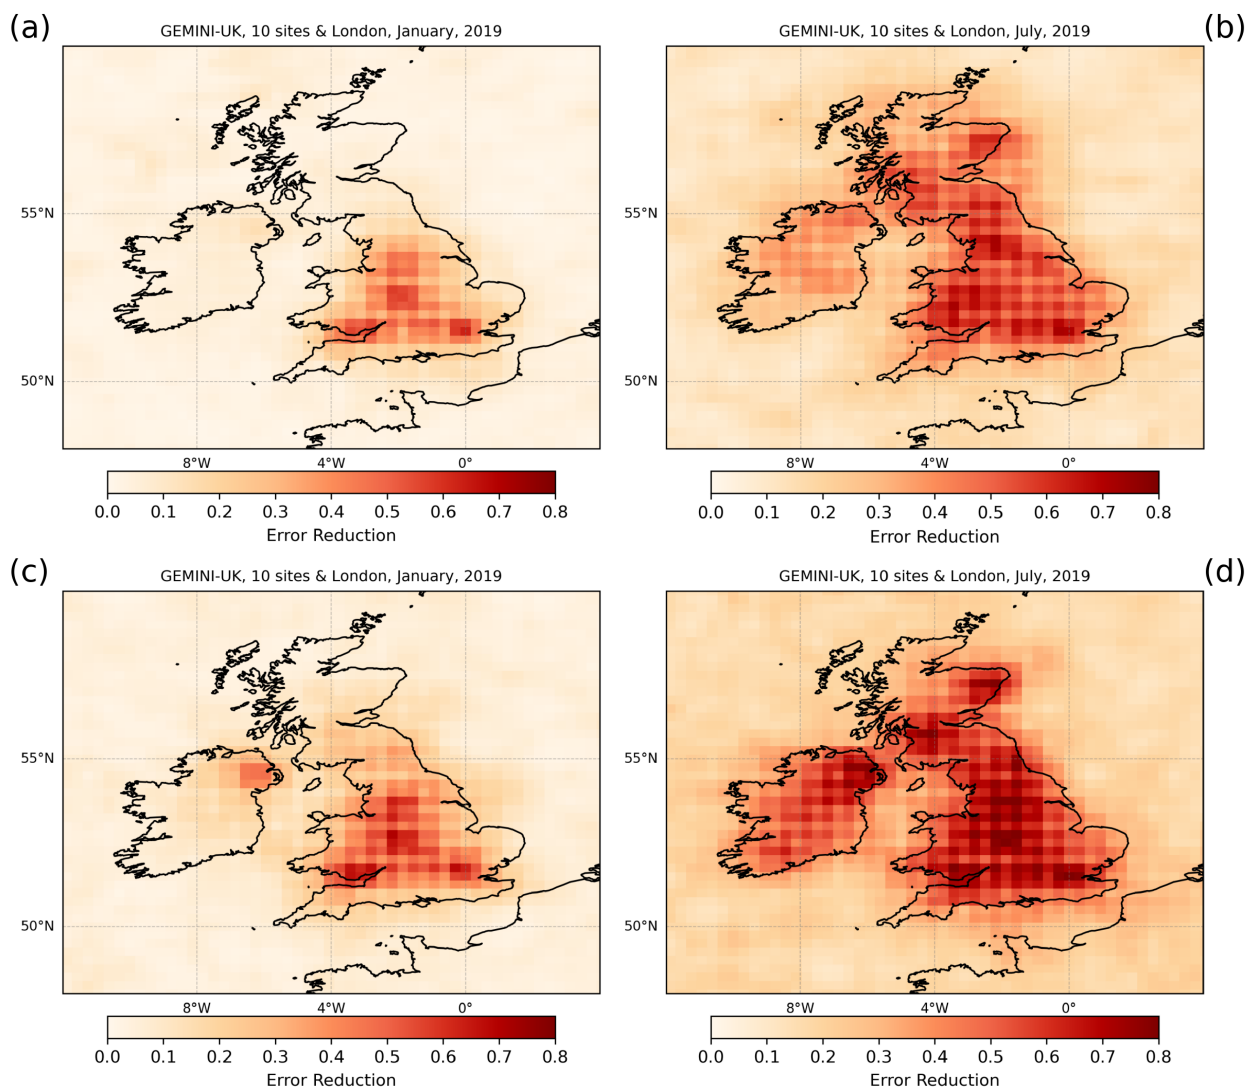 (a)
GEMINI-UK, 10 sites & London, January, 2019
55°N
50°N
8°W 4°W 0°
0.0 0.1 0.2 0.3 0.4 0.5 0.6 0.7 0.8
Error Reduction
(b)
GEMINI-UK, 10 sites & London, July, 2019
55°N
50°N
8°W 4°W 0°
0.0 0.1 0.2 0.3 0.4 0.5 0.6 0.7 0.8
Error Reduction
(c)
GEMINI-UK, 10 sites & London, January, 2019
55°N
50°N
8°W 4°W 0°
0.0 0.1 0.2 0.3 0.4 0.5 0.6 0.7 0.8
Error Reduction
(d)
GEMINI-UK, 10 sites & London, July, 2019
55°N
50°N
8°W 4°W 0°
0.0 0.1 0.2 0.3 0.4 0.5 0.6 0.7 0.8
Error Reduction